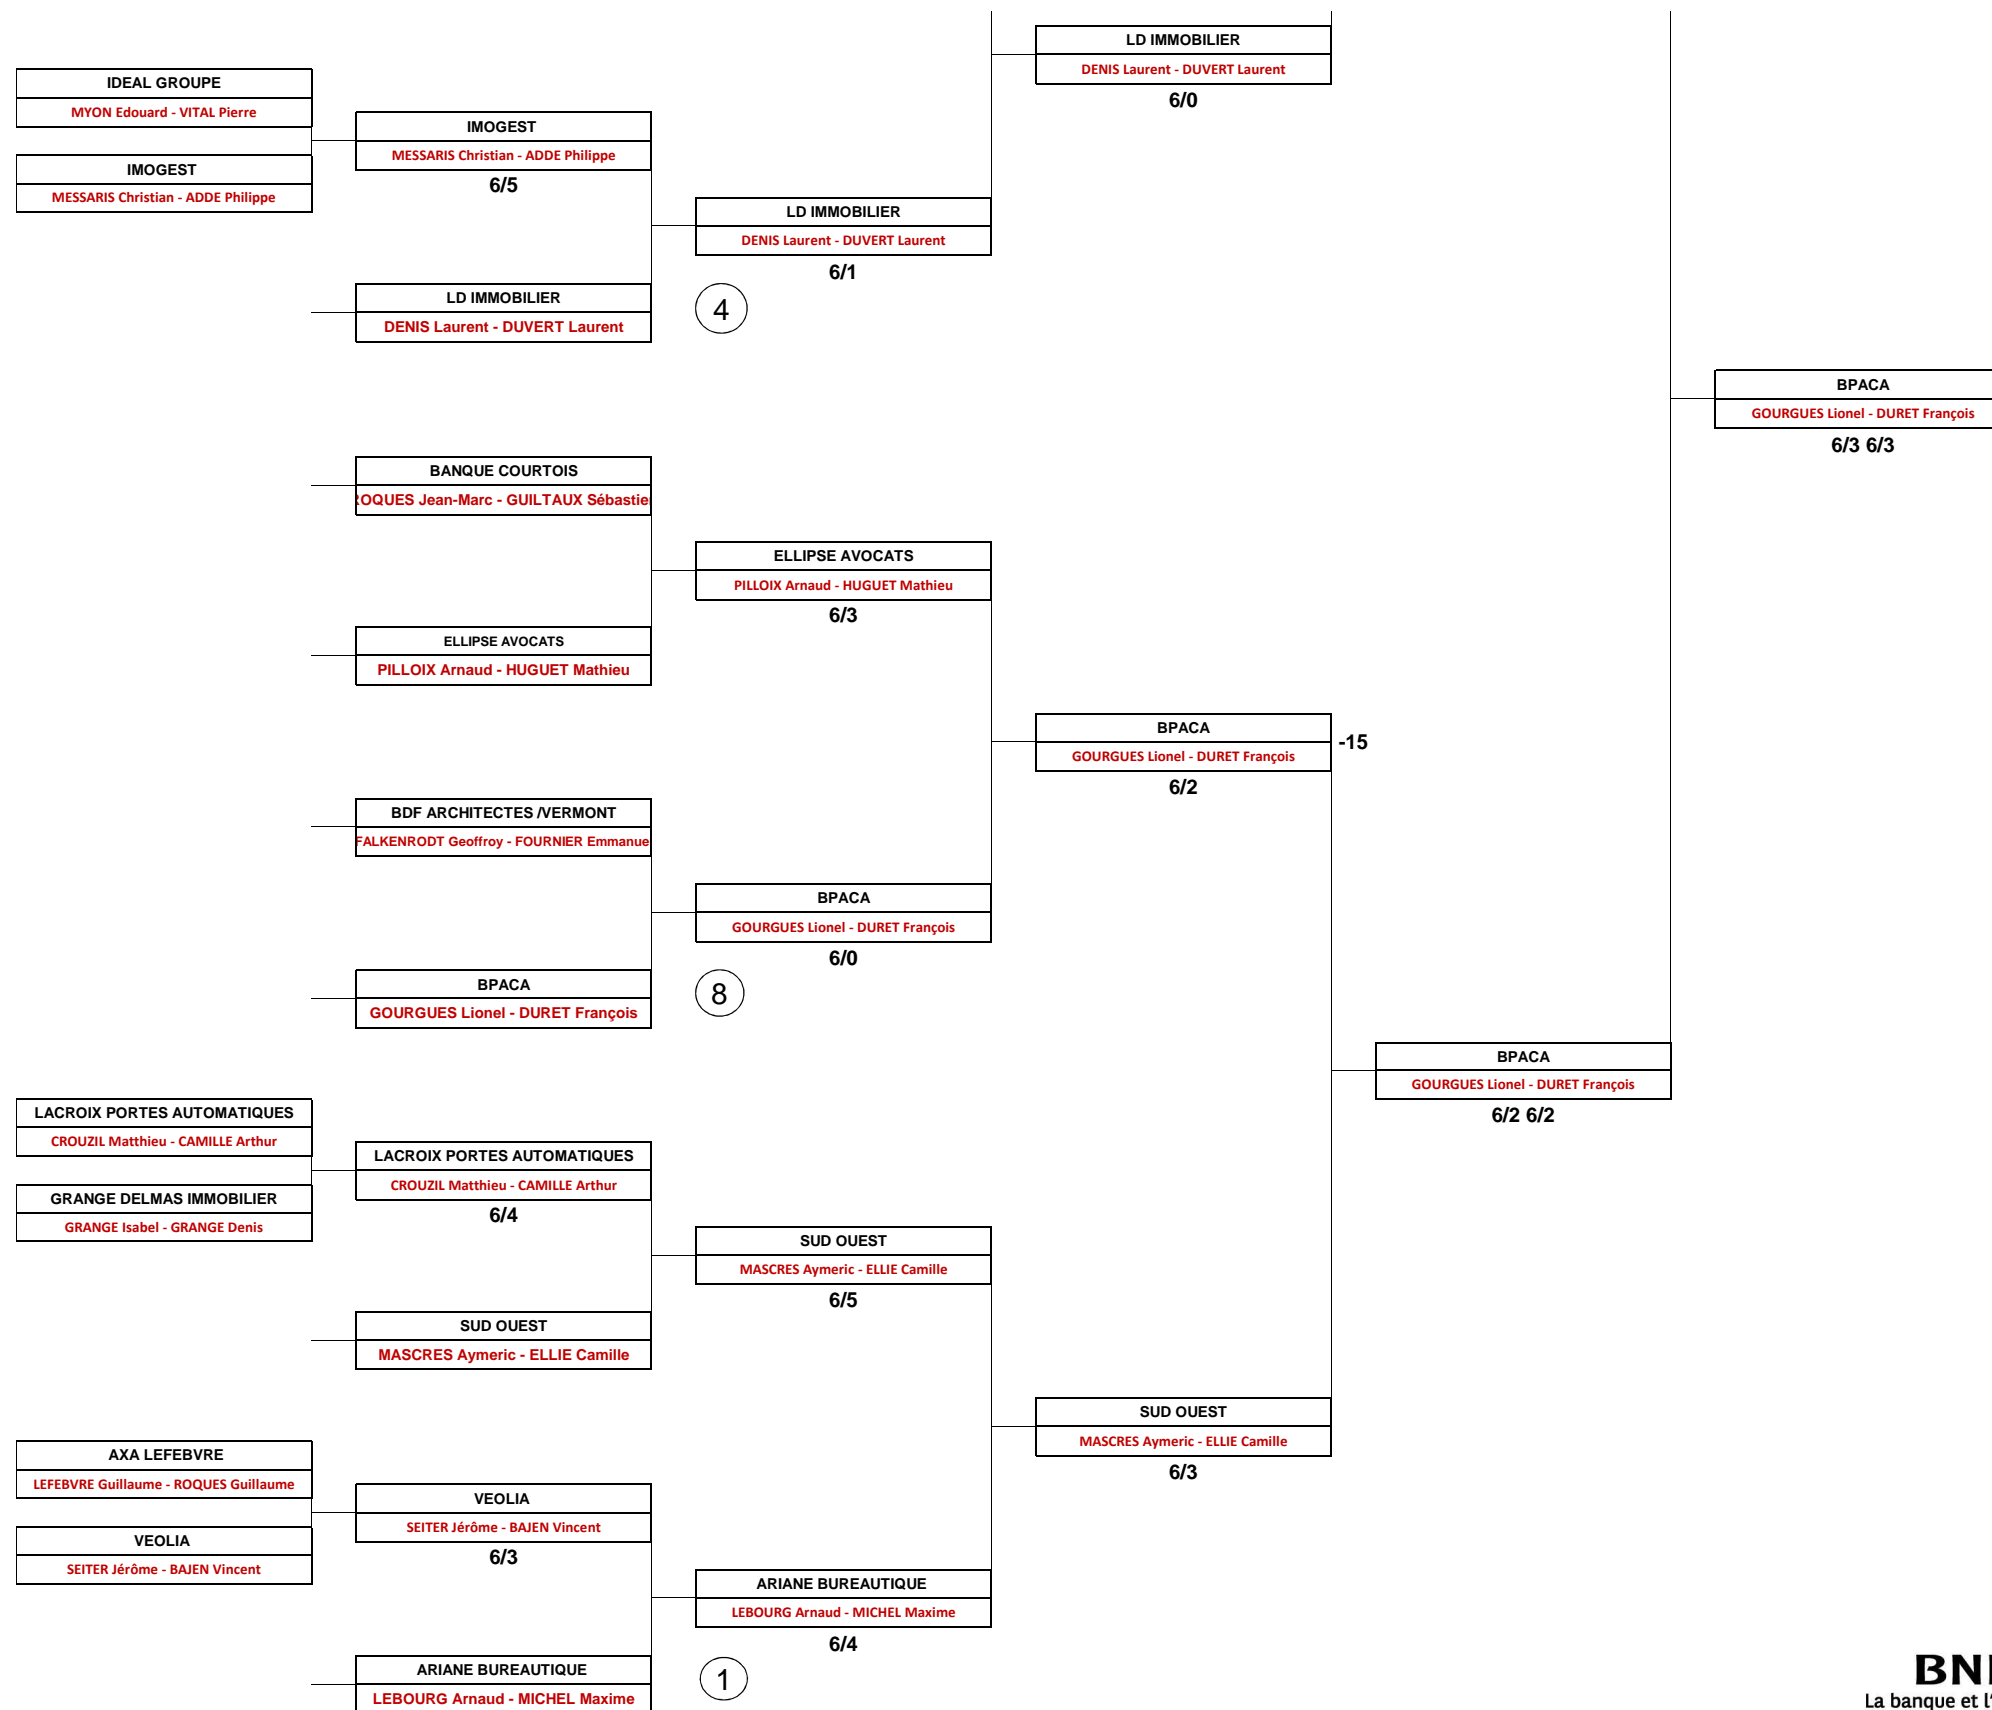 LD IMMOBILIER
DENIS Laurent - DUVERT Laurent
6/0
IDEAL GROUPE
MYON Edouard - VITAL Pierre
IMOGEST
MESSARIS Christian - ADDE Philippe
6/5
IMOGEST
MESSARIS Christian - ADDE Philippe
LD IMMOBILIER
DENIS Laurent - DUVERT Laurent
6/1
LD IMMOBILIER
DENIS Laurent - DUVERT Laurent
4
BPACA
GOURGUES Lionel - DURET François
6/3 6/3
BANQUE COURTOIS
OQUES Jean-Marc - GUILTAUX Sébastie
ELLIPSE AVOCATS
PILLOIX Arnaud - HUGUET Mathieu
6/3
ELLIPSE AVOCATS
PILLOIX Arnaud - HUGUET Mathieu
BPACA
GOURGUES Lionel - DURET François
-15
6/2
BDF ARCHITECTES /VERMONT
FALKENRODT Geoffroy - FOURNIER Emmanue
BPACA
GOURGUES Lionel - DURET François
6/0
BPACA
GOURGUES Lionel - DURET François
8
BPACA
GOURGUES Lionel - DURET François
6/2 6/2
LACROIX PORTES AUTOMATIQUES
CROUZIL Matthieu - CAMILLE Arthur
LACROIX PORTES AUTOMATIQUES
CROUZIL Matthieu - CAMILLE Arthur
6/4
GRANGE DELMAS IMMOBILIER
GRANGE Isabel - GRANGE Denis
SUD OUEST
MASCRES Aymeric - ELLIE Camille
6/5
SUD OUEST
MASCRES Aymeric - ELLIE Camille
SUD OUEST
MASCRES Aymeric - ELLIE Camille
6/3
AXA LEFEBVRE
LEFEBVRE Guillaume - ROQUES Guillaume
VEOLIA
SEITER Jérôme - BAJEN Vincent
6/3
VEOLIA
SEITER Jérôme - BAJEN Vincent
ARIANE BUREAUTIQUE
LEBOURG Arnaud - MICHEL Maxime
6/4
ARIANE BUREAUTIQUE
LEBOURG Arnaud - MICHEL Maxime
1
BN
La banque et l'